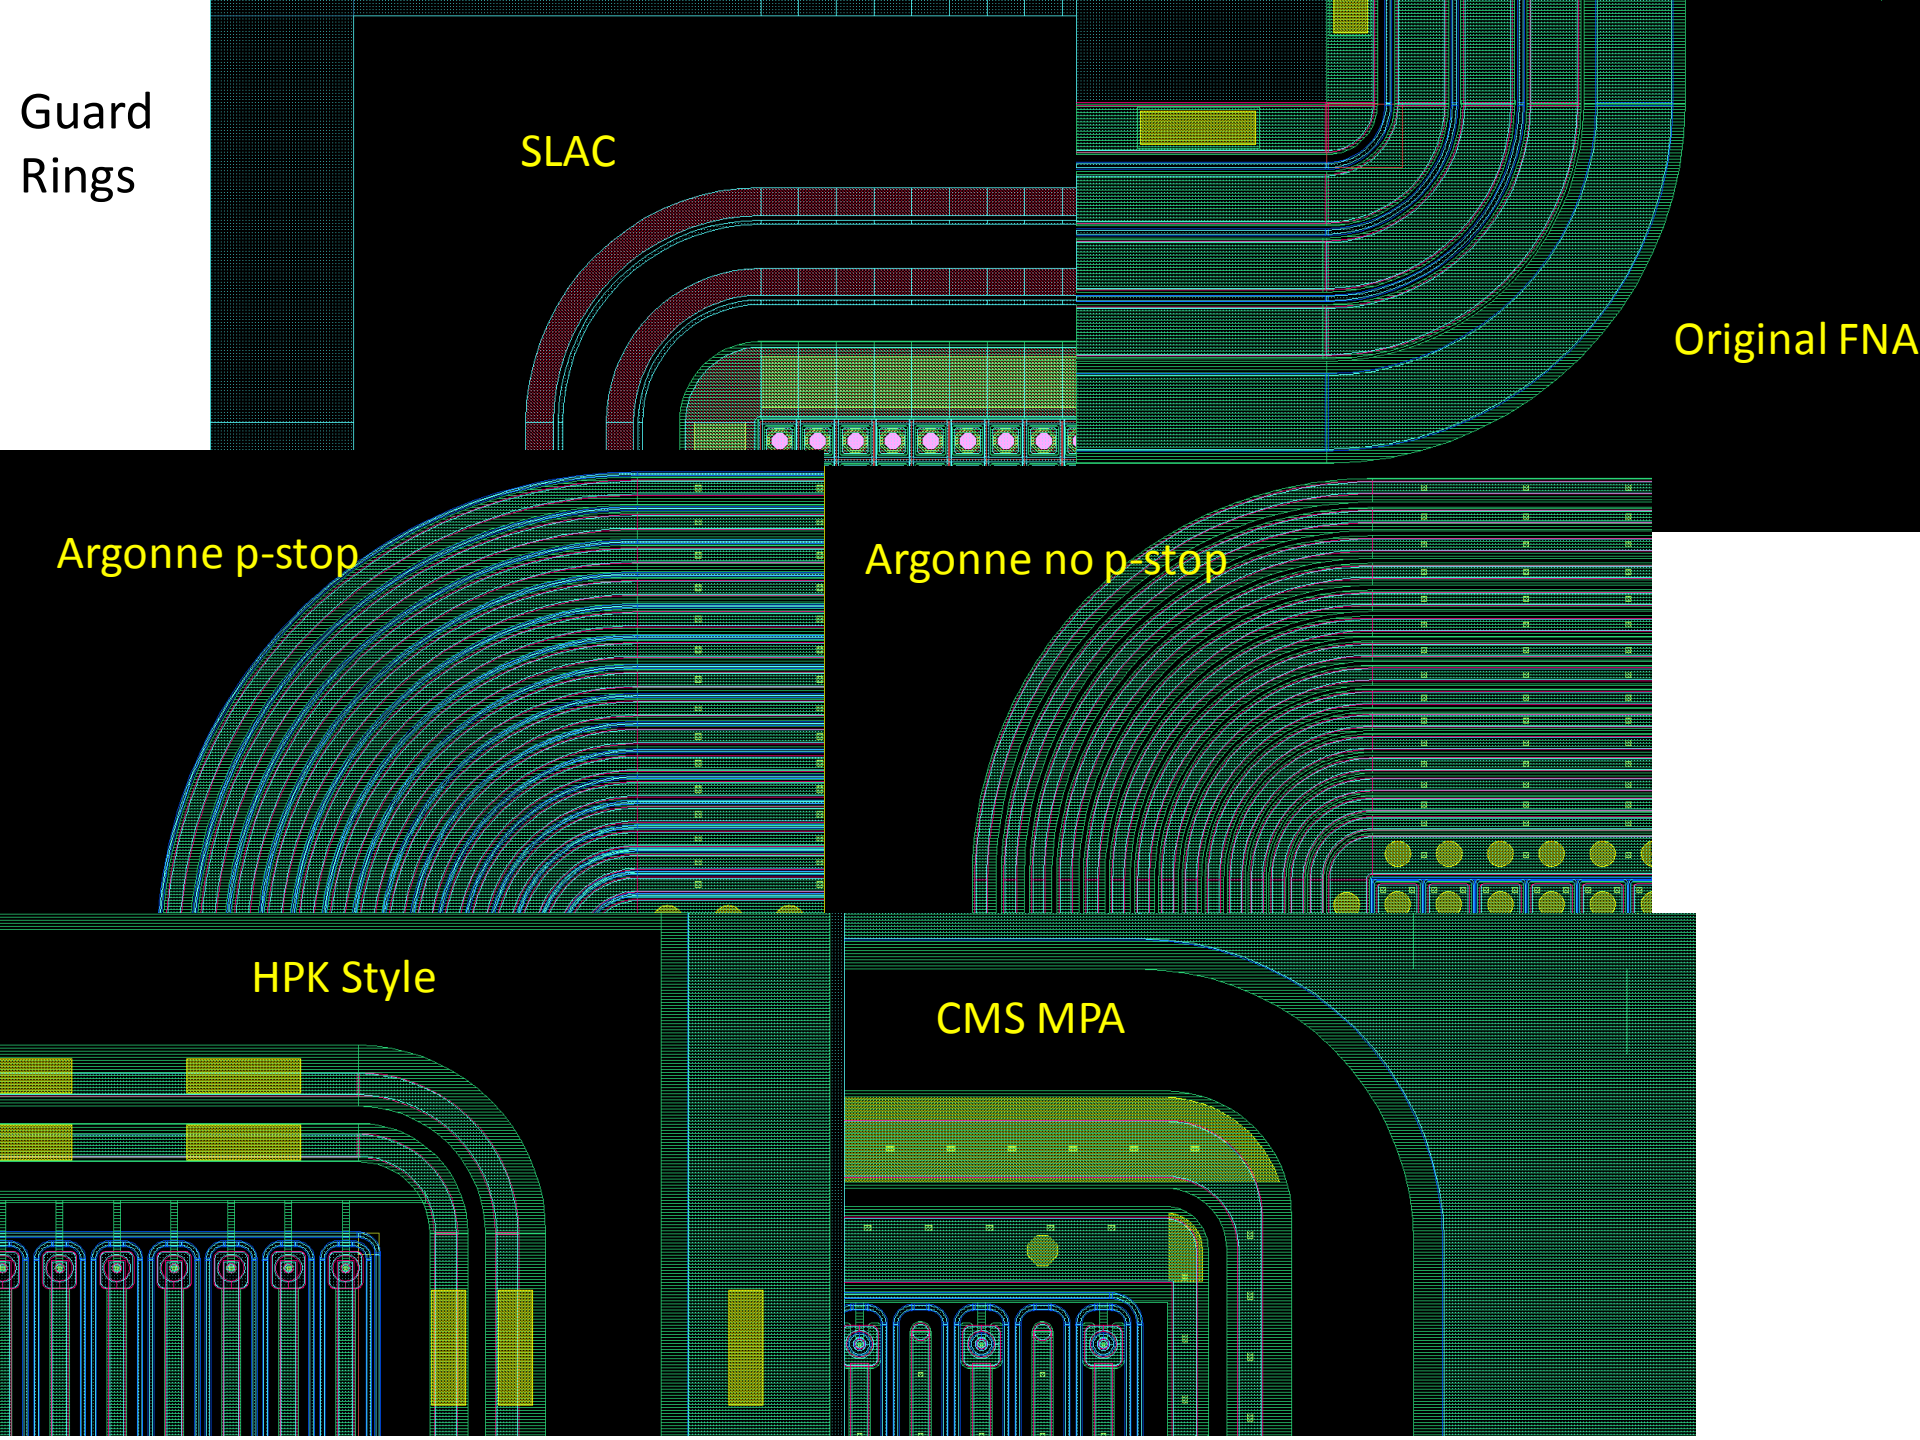 Guard
Rings
SLAC
Original FNA
Argonne p-stop
Argonne no p-stop
HPK Style
CMS MPA